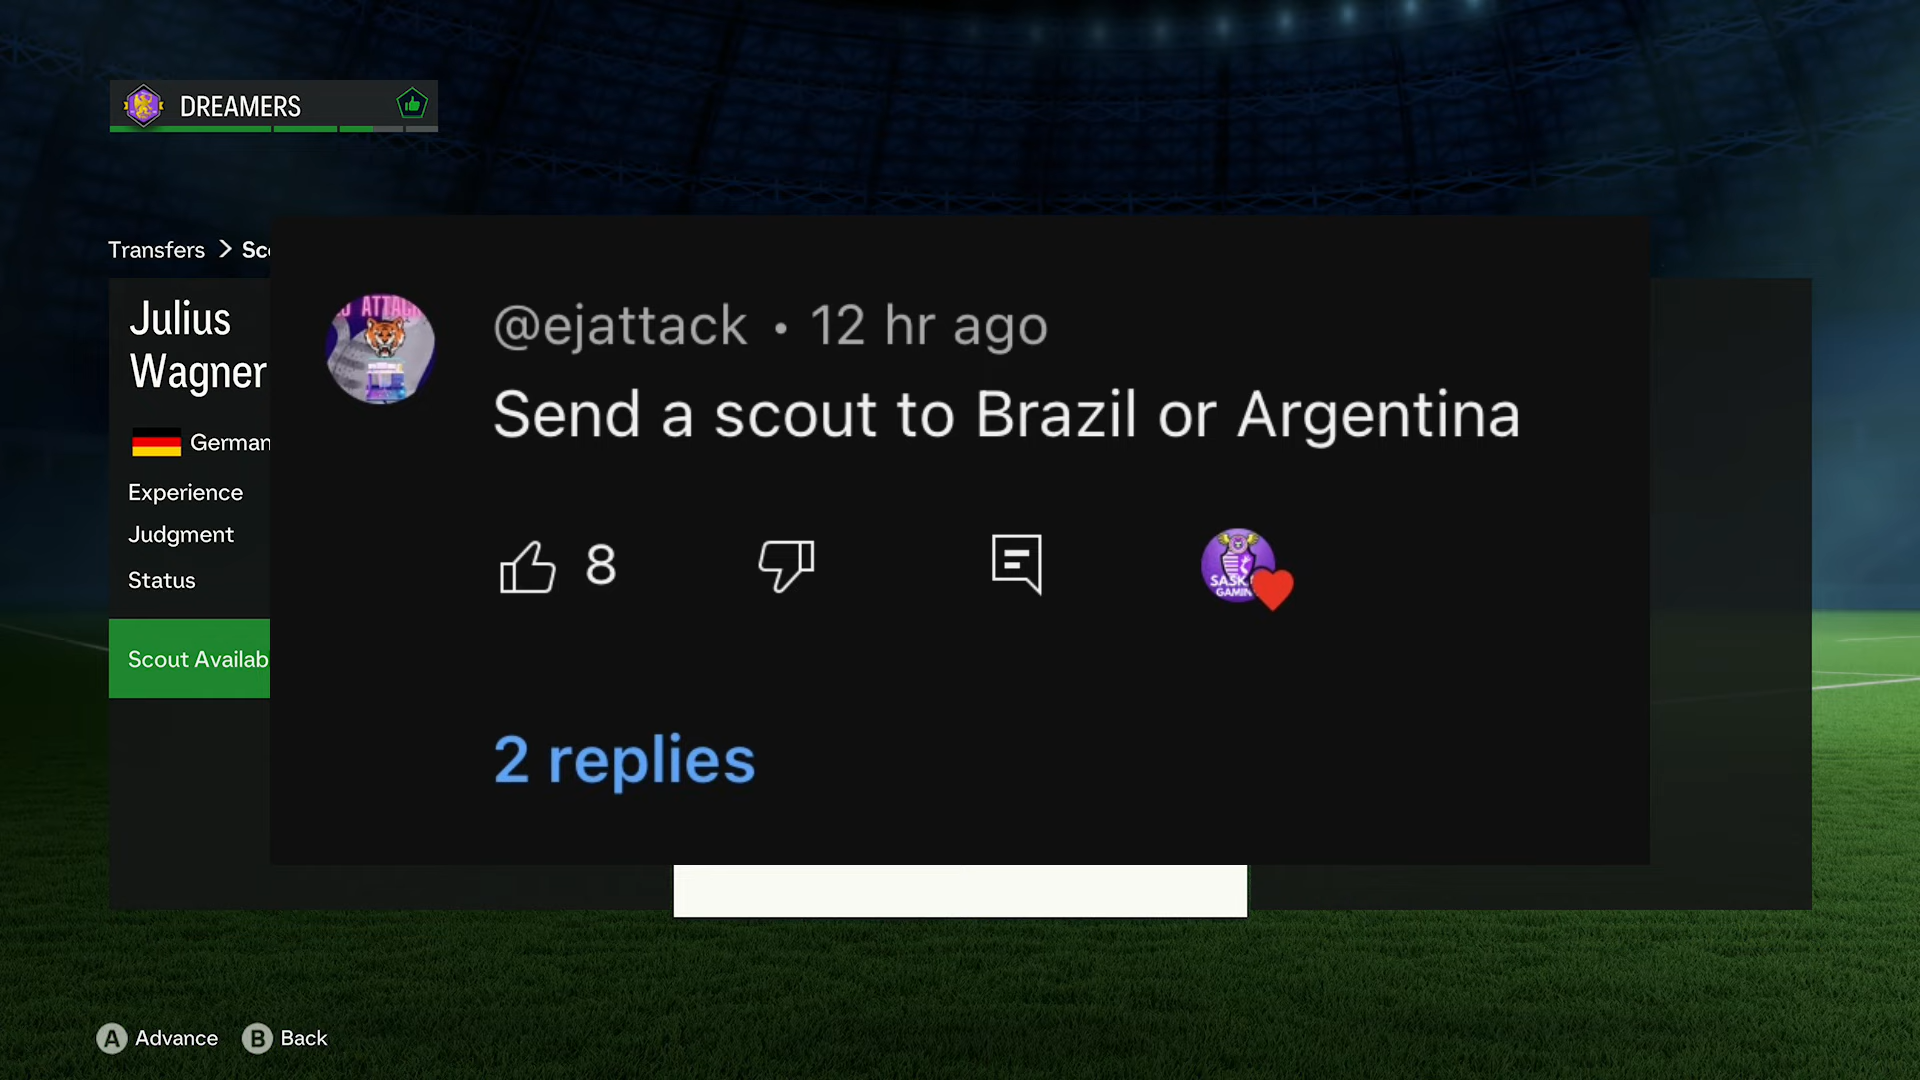 DREAMERS
Transfers > Sc
Julius
Wagner
German
Experience
Judgment
Status
Scout Availab
@ejattack • 12 hr ago
Send a scout to Brazil or Argentina
8
2 replies
A Advance B Back